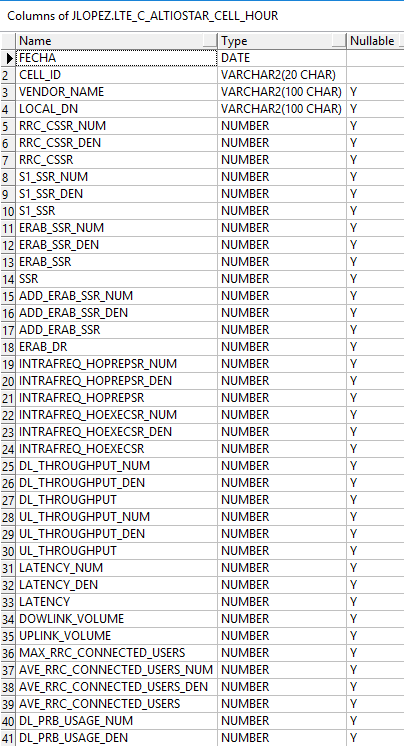 Columns of JLOPEZ.LTE_C_ALTIOSTAR_CELL_HOUR
Name Type Nullable
FECHA DATE
2 CELL_ID VARCHAR2(20 CHAR)
3 VENDOR_NAME VARCHAR2(100 CHAR) Y
4 LOCAL_DN VARCHAR2(100 CHAR) Y
5 RRC_CSSR_NUM NUMBER Y
6 RRC_CSSR_DEN NUMBER Y
7 RRC_CSSR NUMBER Y
8 S1_SSR_NUM NUMBER Y
9 S1_SSR_DEN NUMBER Y
10 S1_SSR NUMBER Y
11 ERAB_SSR_NUM NUMBER Y
12 ERAB_SSR_DEN NUMBER Y
13 ERAB_SSR NUMBER Y
14 SSR NUMBER Y
15 ADD_ERAB_SSR_NUM NUMBER Y
16 ADD_ERAB_SSR_DEN NUMBER Y
17 ADD_ERAB_SSR NUMBER Y
18 ERAB_DR NUMBER Y
19 INTRAFREQ_HOPREPSR_NUM NUMBER Y
20 INTRAFREQ_HOPREPSR_DEN NUMBER Y
21 INTRAFREQ_HOPREPSR NUMBER Y
22 INTRAFREQ_HOEXECSR_NUM NUMBER Y
23 INTRAFREQ_HOEXECSR_DEN NUMBER Y
24 INTRAFREQ_HOEXECSR NUMBER Y
25 DL_THROUGHPUT_NUM NUMBER Y
26 DL_THROUGHPUT_DEN NUMBER Y
27 DL_THROUGHPUT NUMBER Y
28 UL_THROUGHPUT_NUM NUMBER Y
29 UL_THROUGHPUT_DEN NUMBER Y
30 UL_THROUGHPUT NUMBER Y
31 LATENCY_NUM NUMBER Y
32 LATENCY_DEN NUMBER Y
33 LATENCY NUMBER Y
34 DOWLINK_VOLUME NUMBER Y
35 UPLINK_VOLUME NUMBER Y
36 MAX_RRC_CONNECTED_USERS NUMBER Y
37 AVE_RRC_CONNECTED_USERS_NUM NUMBER Y
38 AVE_RRC_CONNECTED_USERS_DEN NUMBER Y
39 AVE_RRC_CONNECTED_USERS NUMBER Y
40 DL_PRB_USAGE_NUM NUMBER Y
41 DL_PRB_USAGE_DEN NUMBER Y